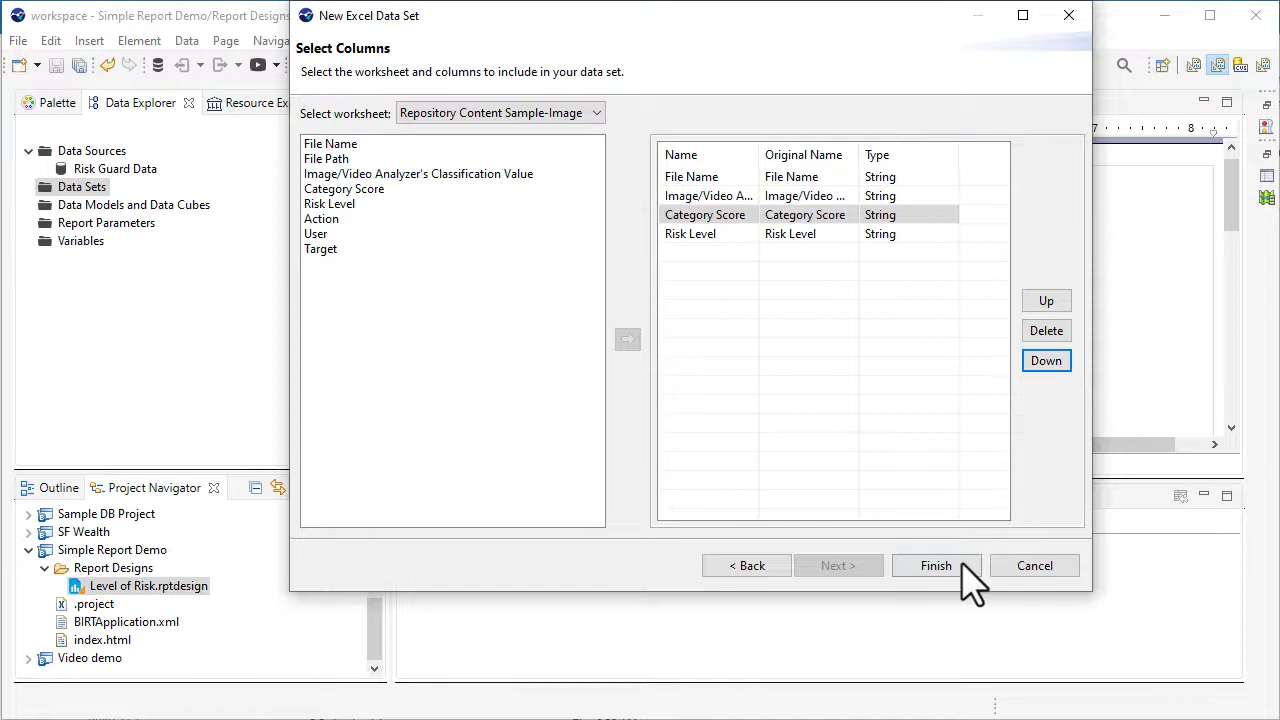 workspace - Simple Report Demo/Report Designs
New Excel Data Set
File Edit Insert Element Data Page Naviga
Select Columns
Select the worksheet and columns to include in your data set.
Palette Data Explorer Resource Ex
Select worksheet: Repository Content Sample-Image
7 8
Data Sources
Risk Guard Data
Data Sets
Data Models and Data Cubes
Report Parameters
Variables
File Name
File Path
Image/Video Analyzer's Classification Value
Category Score
Risk Level
Action
User
Target
Name Original Name Type
File Name File Name String
Image/Video A... Image/Video ... String
Category Score Category Score String
Risk Level Risk Level String
Up
Delete
Down
Outline Project Navigator
Sample DB Project
SF Wealth
Simple Report Demo
Report Designs
Level of Risk.rptdesign
.project
BIRTApplication.xml
index.html
Video demo
< Back Next > Finish Cancel